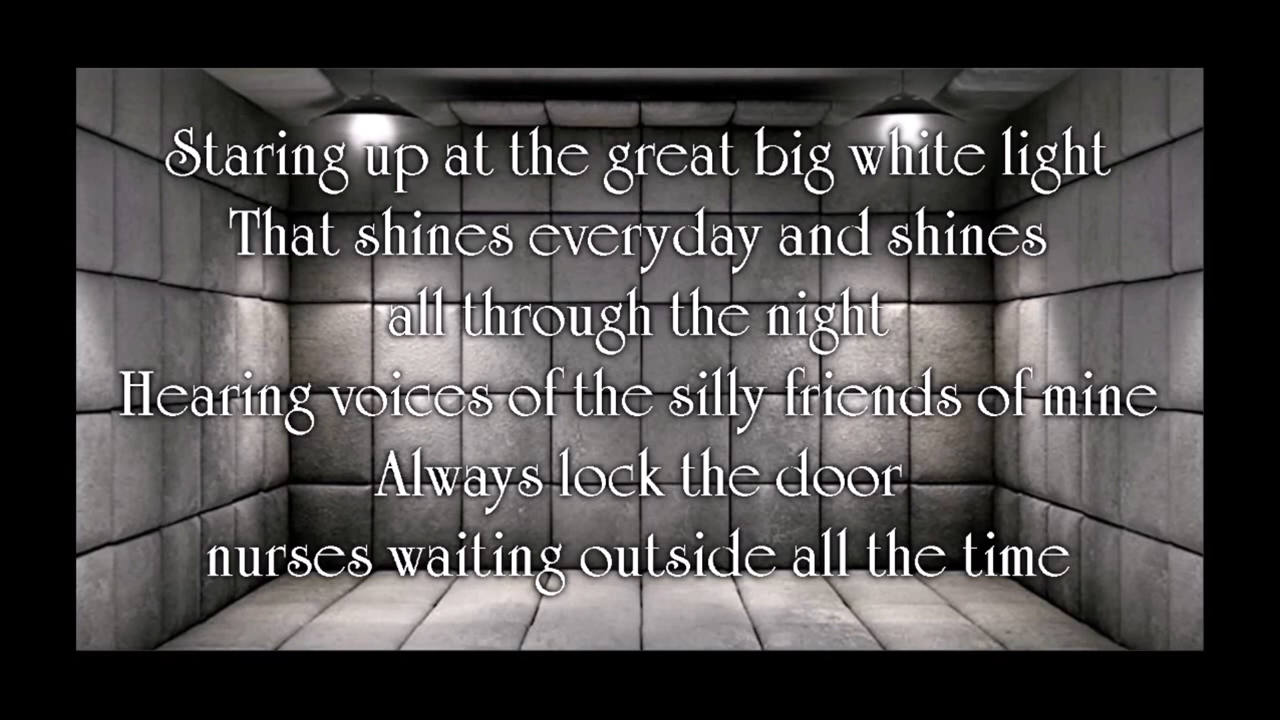 Staring up at the great big white light
That shines everyday and shines
all through the night
Hearing voices of the silly friends of mine
Always lock the door
nurses waiting outside all the time